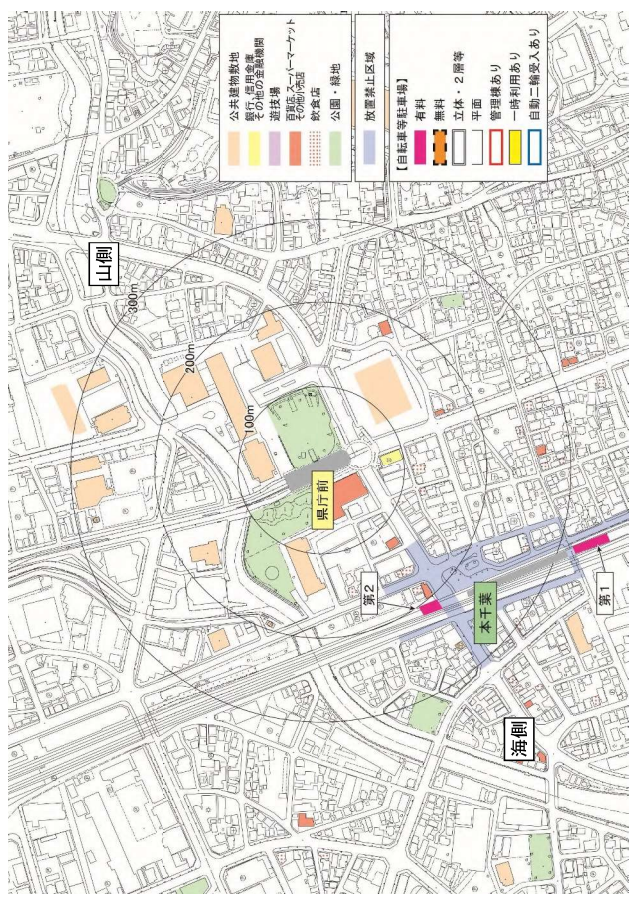 公共建物敷地
銀行、信用金庫
その他の金融機関
遊技場
百貨店、スーパーマーケット
その他小売店
飲食店
公園・緑地
放置禁止区域
【自転車等駐車場】
有料
無料
立体・2層等
平面
管理棟あり
一時利用あり
自動二輪受入あり
山側
300m
200m
100m
県庁前
第2
本千葉
第1
海側